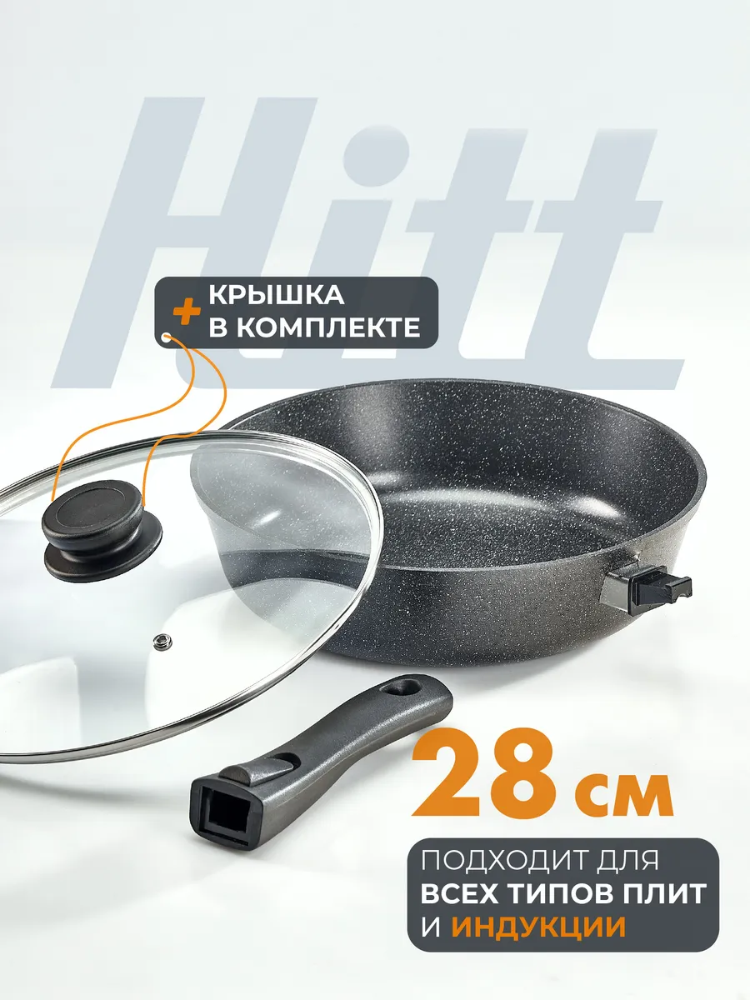 Hitt
+ КРЫШКА
В КОМПЛЕКТЕ
28 см
ПОДХОДИТ ДЛЯ
ВСЕХ ТИПОВ ПЛИТ
И ИНДУКЦИИ